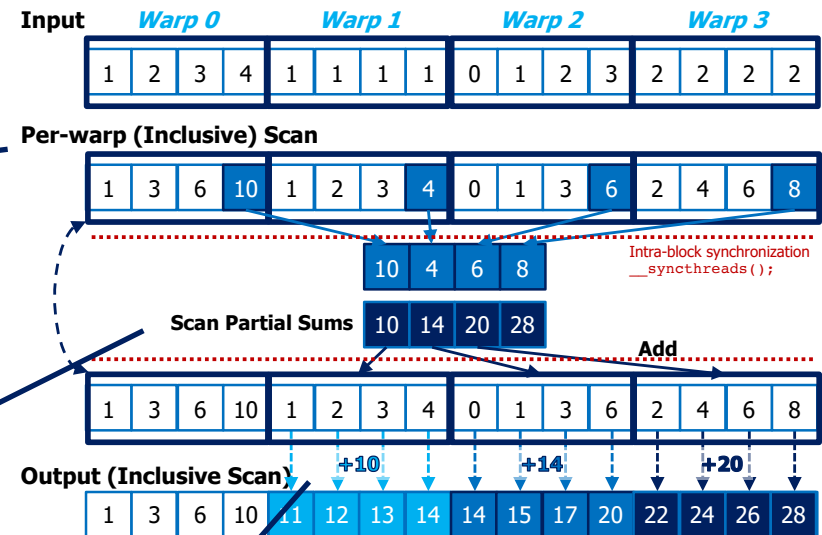 Input Warp 0 Warp 1 Warp 2 Warp 3
1 2 3 4 1 1 1 1 0 1 2 3 2 2 2 2
Per-warp (Inclusive) Scan
1 3 6 10 1 2 3 4 0 1 3 6 2 4 6 8
Intra-block synchronization
__syncthreads();
10 4 6 8
Scan Partial Sums 10 14 20 28
Add
1 3 6 10 1 2 3 4 0 1 3 6 2 4 6 8
+10 +14 +20
Output (Inclusive Scan)
1 3 6 10 11 12 13 14 14 15 17 20 22 24 26 28